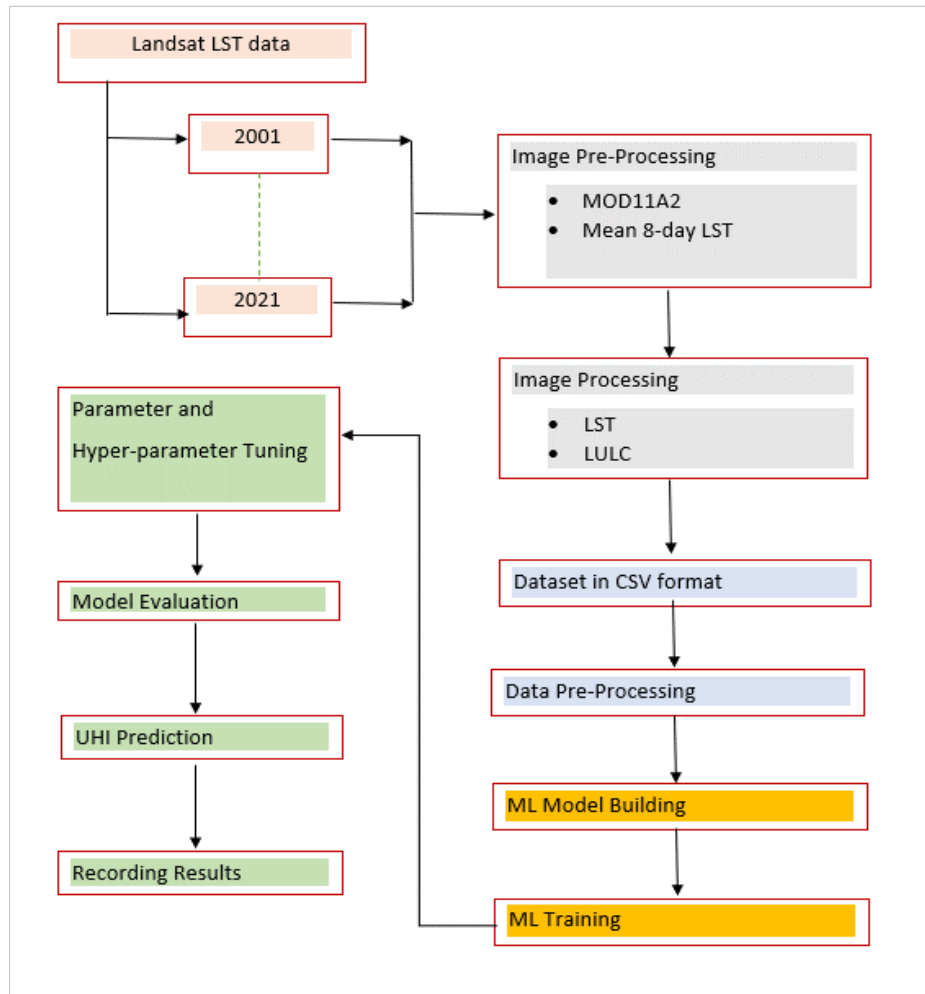 Landsat LST data
2001
2021
Image Pre-Processing
• MOD11A2
• Mean 8-day LST
Image Processing
• LST
• LULC
Dataset in CSV format
Data Pre-Processing
ML Model Building
ML Training
Parameter and
Hyper-parameter Tuning
Model Evaluation
UHI Prediction
Recording Results